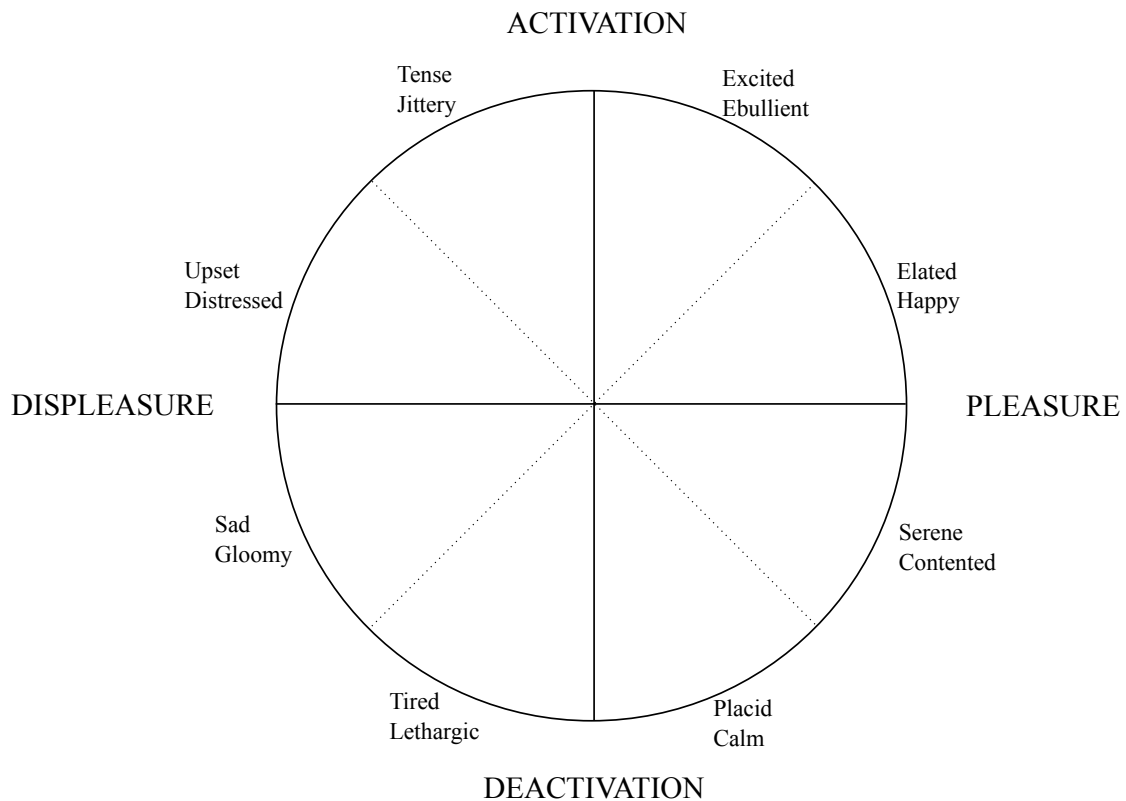 ACTIVATION
Tense
Jittery
Excited
Ebullient
Upset
Distressed
Elated
Happy
DISPLEASURE
PLEASURE
Sad
Gloomy
Serene
Contented
Tired
Lethargic
Placid
Calm
DEACTIVATION